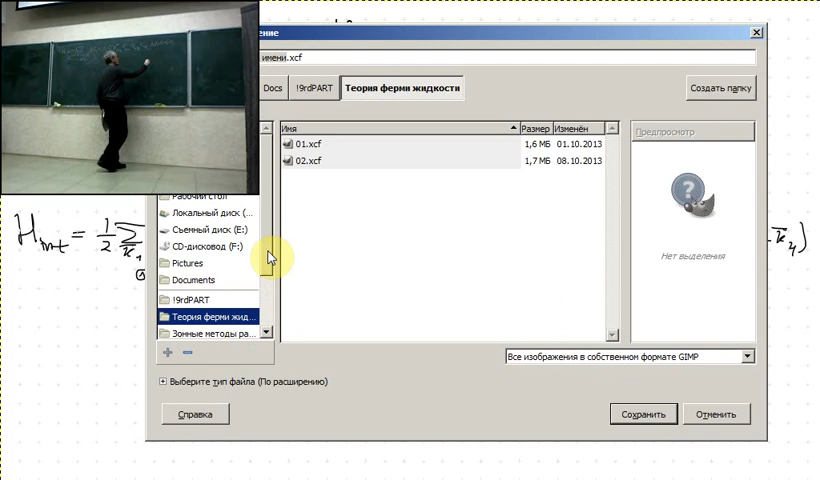 ение
имени.xcf
Docs
!9rdPART
Теория ферми жидкости
Создать папку
Имя
Размер
Изменён
Предпросмотр
01.xcf
1,6 МБ
01.10.2013
02.xcf
1,7 МБ
08.10.2013
Рабочий стол
Локальный диск (...
Съемный диск (E:)
CD-дисковод (F:)
Pictures
Documents
!9rdPART
Теория ферми жид...
Зонные методы ра...
Нет выделения
H_int = 1/2 Σ
k_4)
Все изображения в собственном формате GIMP
Выберите тип файла (По расширению)
Справка
Сохранить
Отменить